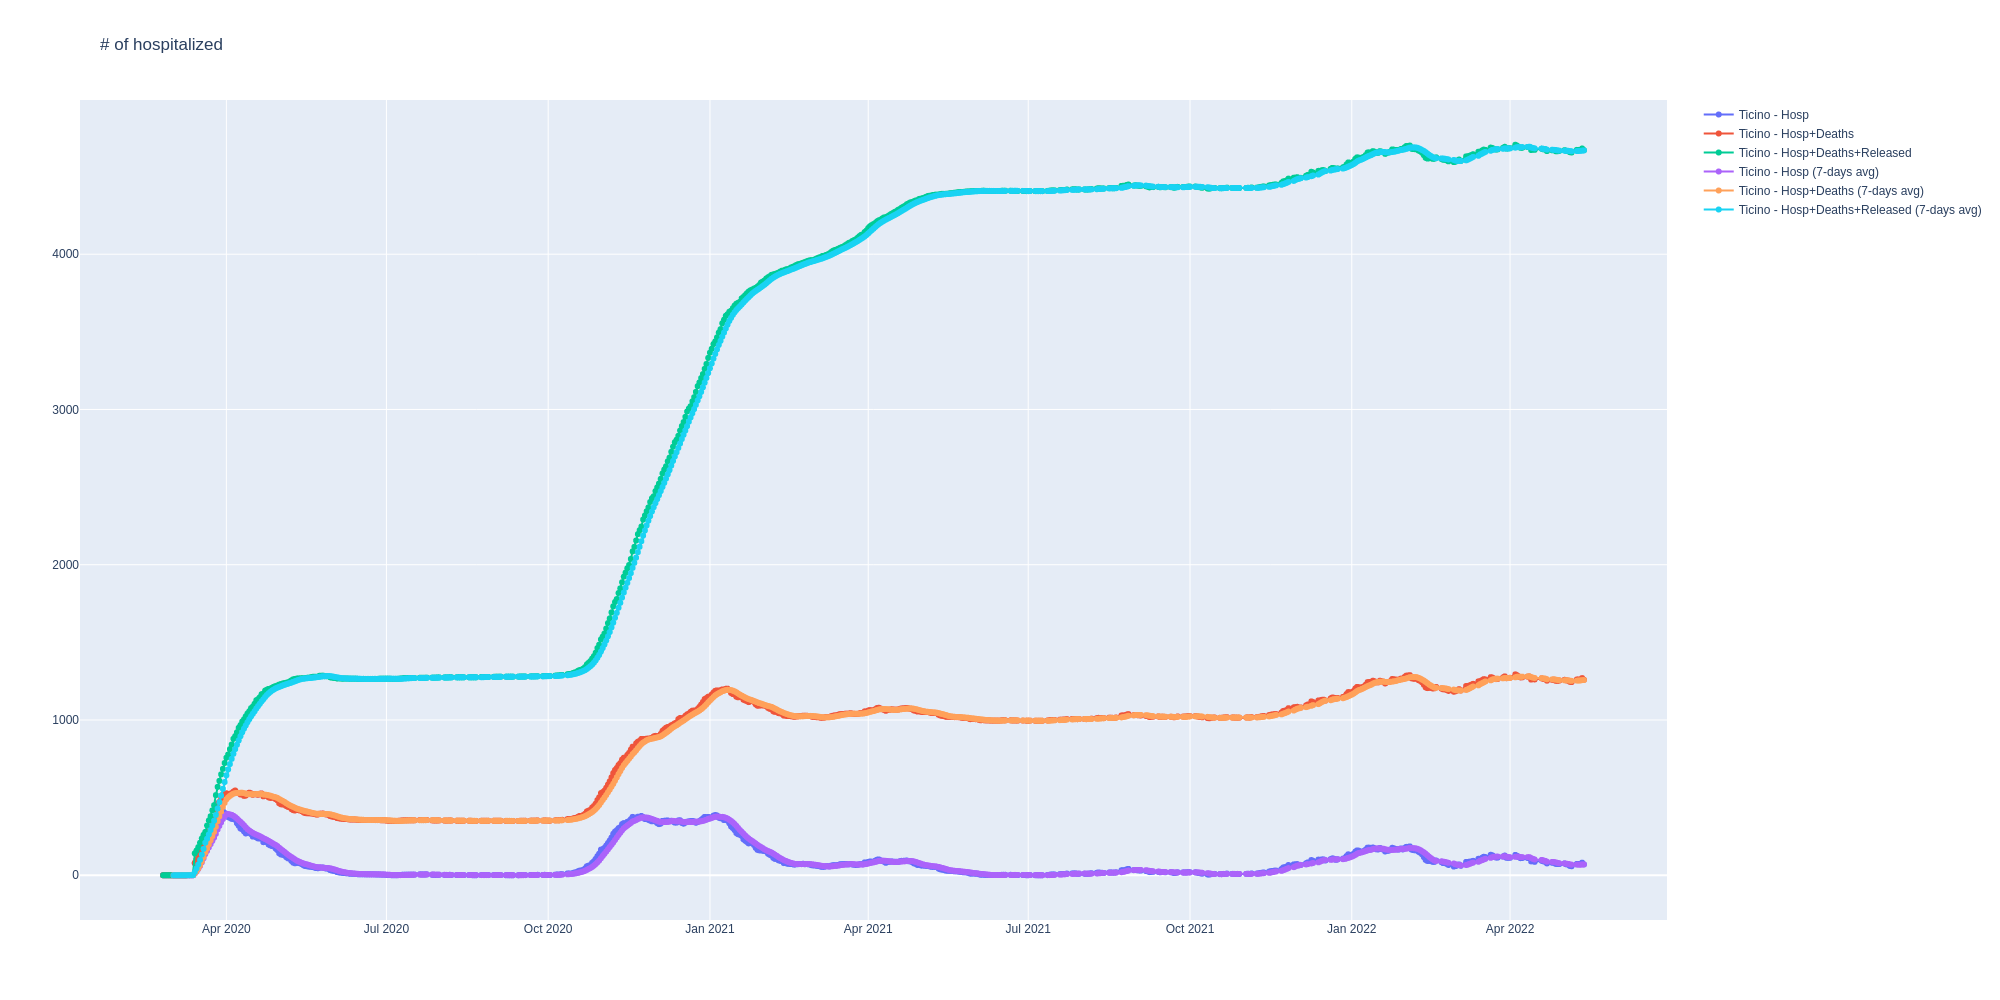 # of hospitalized
Ticino - Hosp
Ticino - Hosp+Deaths
Ticino - Hosp+Deaths+Released
Ticino - Hosp (7-days avg)
Ticino - Hosp+Deaths (7-days avg)
Ticino - Hosp+Deaths+Released (7-days avg)
4000
3000
2000
1000
0
Apr 2020
Jul 2020
Oct 2020
Jan 2021
Apr 2021
Jul 2021
Oct 2021
Jan 2022
Apr 2022